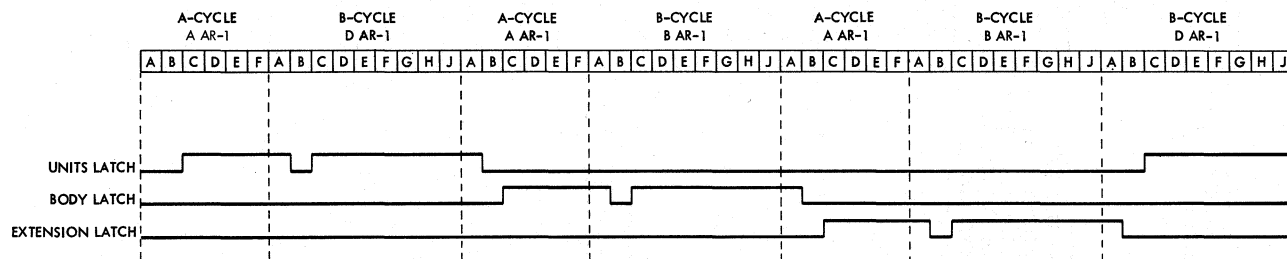 A-CYCLE B-CYCLE A-CYCLE B-CYCLE A-CYCLE B-CYCLE B-CYCLE
A AR-1 D AR-1 A AR-1 B AR-1 A AR-1 B AR-1 D AR-1
A B C D E F A B C D E F G H J A B C D E F A B C D E F G H J A B C D E F A B C D E F G H J A B C D E F G H J
UNITS LATCH
BODY LATCH
EXTENSION LATCH